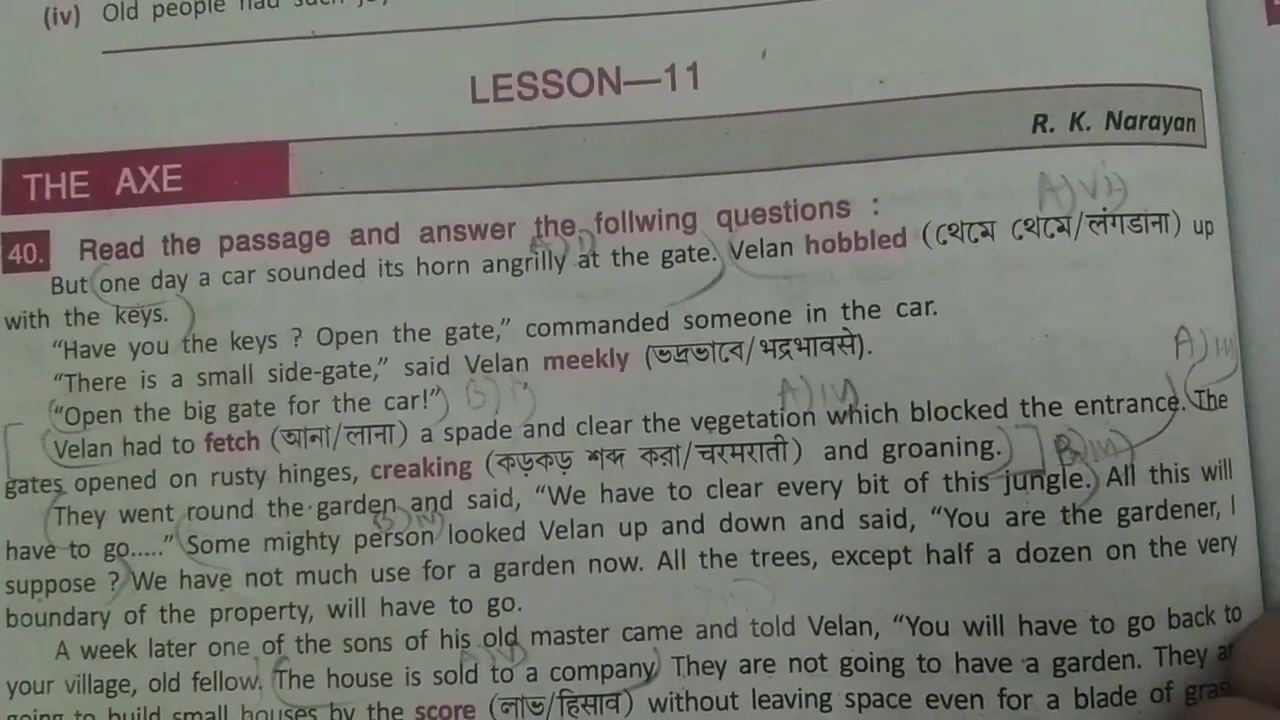 (iv) Old people had such
LESSON—11
R. K. Narayan
THE AXE
40. Read the passage and answer the follwing questions :
A) vii)
A) i)
But one day a car sounded its horn angrilly at the gate. Velan hobbled (থেমে থেমে/लंगडाना) up
with the keys.
“Have you the keys ? Open the gate,” commanded someone in the car.
“There is a small side-gate,” said Velan meekly (ভদ্রভাবে/भद्रभावसे).
“Open the big gate for the car!”
B) i)
A) iv)
Velan had to fetch (আনা/लाना) a spade and clear the vegetation which blocked the entrance. The
gates opened on rusty hinges, creaking (কড়কড় শব্দ করা/चरमराती) and groaning.
B) iii)
They went round the garden and said, “We have to clear every bit of this jungle. All this will
have to go.....” Some mighty person looked Velan up and down and said, “You are the gardener, I
suppose ? We have not much use for a garden now. All the trees, except half a dozen on the very
boundary of the property, will have to go.
A week later one of the sons of his old master came and told Velan, “You will have to go back to
your village, old fellow. The house is sold to a company. They are not going to have a garden. They
going to build small houses by the score (লাভ/हिसाव) without leaving space even for a blade of